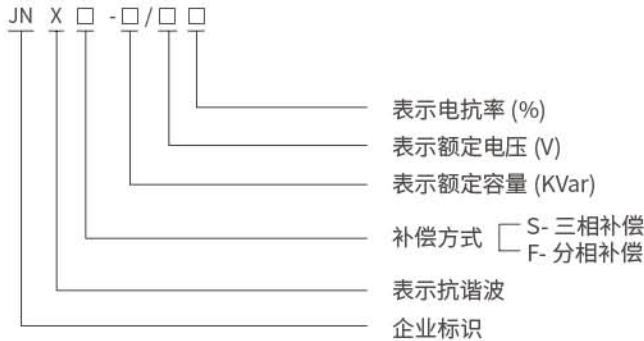 JN X □ - □ / □ □
表示电抗率 (%)
表示额定电压 (V)
表示额定容量 (KVar)
补偿方式
S- 三相补偿
F- 分相补偿
表示抗谐波
企业标识